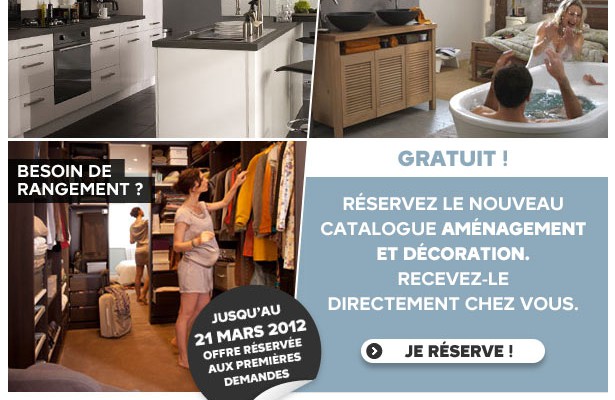 BESOIN DE
RANGEMENT ?
JUSQU'AU
21 MARS 2012
OFFRE RÉSERVÉE
AUX PREMIÈRES
DEMANDES
GRATUIT !
RÉSERVEZ LE NOUVEAU
CATALOGUE AMÉNAGEMENT
ET DÉCORATION.
RECEVEZ-LE
DIRECTEMENT CHEZ VOUS.
JE RÉSERVE !